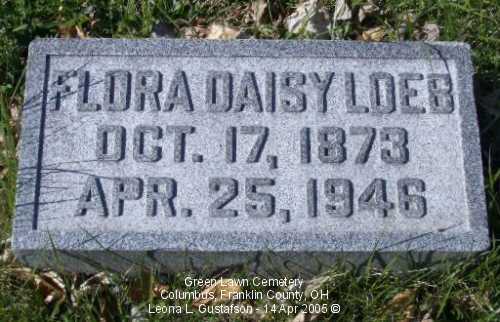 FLORA DAISY LOEB
OCT. 17, 1873
APR. 25, 1946
Green Lawn Cemetery
Columbus, Franklin County, OH
Leona L. Gustafson - 14 Apr 2005 ©